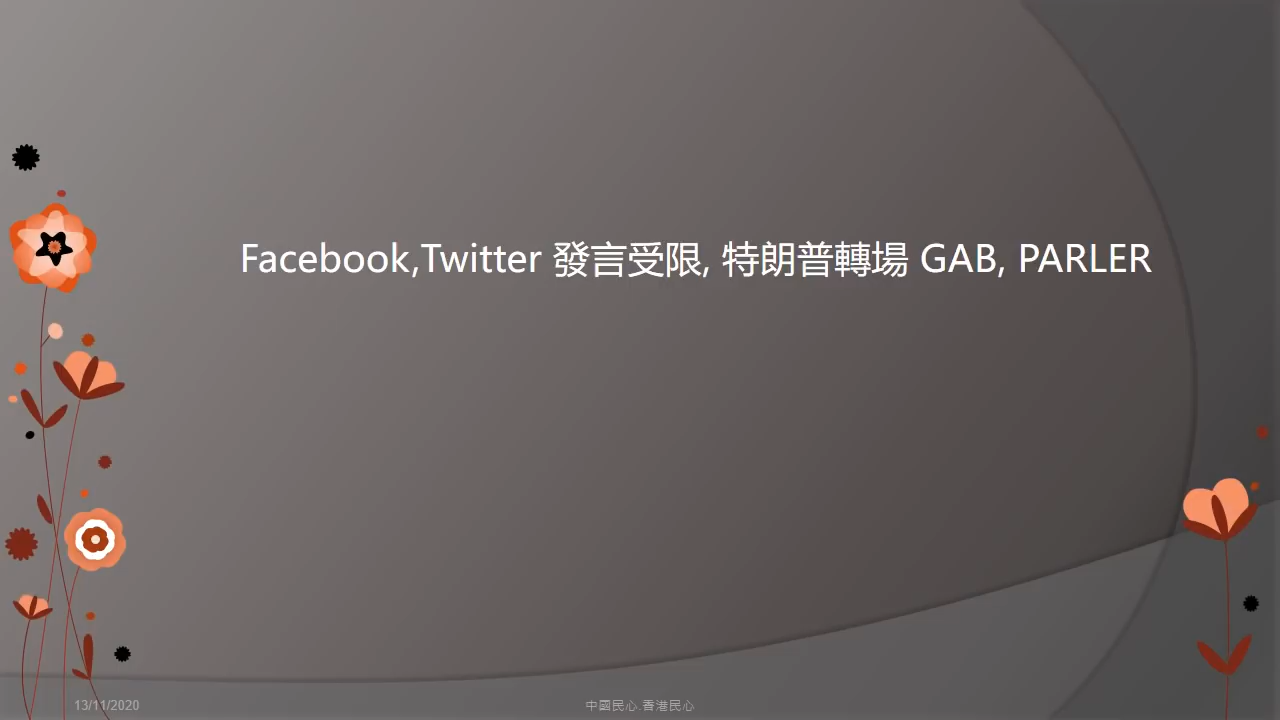 Facebook,Twitter 發言受限, 特朗普轉場 GAB, PARLER
13/11/2020
中國民心.香港民心